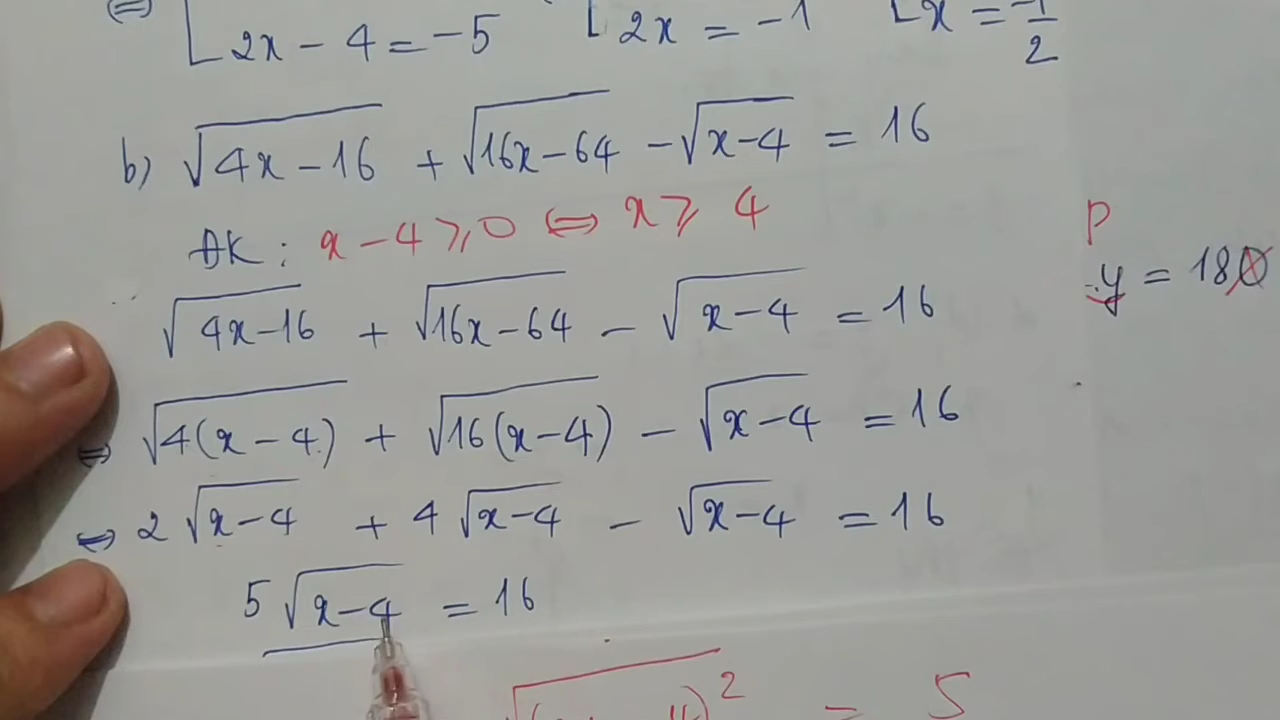 ⇔ [ 2x − 4 = −5 [ 2x = −1 [ x = −1/2
b) √(4x−16) + √(16x−64) − √(x−4) = 16
ĐK : x − 4 ⩾ 0 ⇔ x ⩾ 4
P
y = 180
√(4x−16) + √(16x−64) − √(x−4) = 16
⇔ √(4(x−4)) + √(16(x−4)) − √(x−4) = 16
⇔ 2√(x−4) + 4√(x−4) − √(x−4) = 16
5√(x−4) = 16
2 = 5